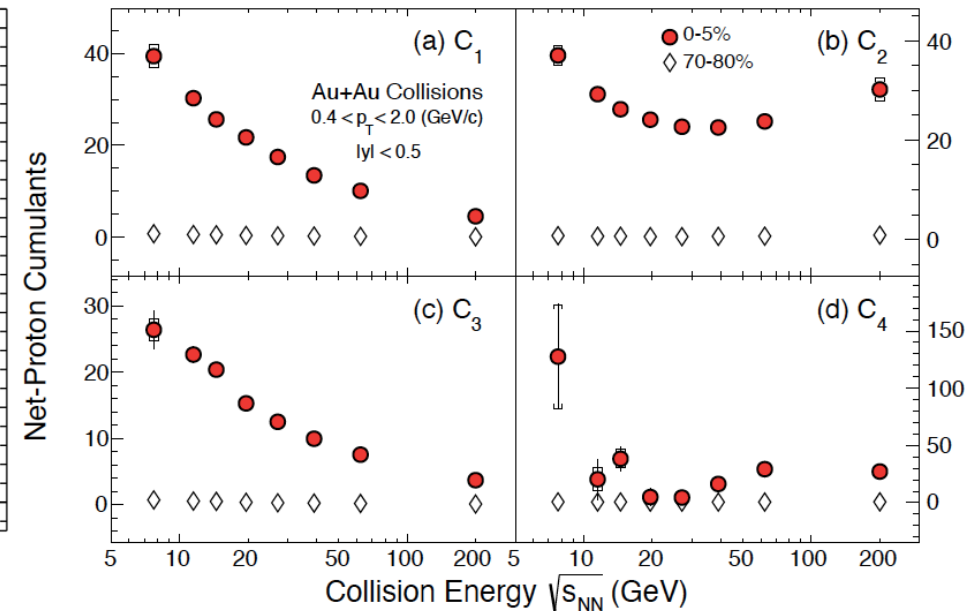 Net-Proton Cumulants
(a) C1
Au+Au Collisions
0.4 < pT < 2.0 (GeV/c)
|y| < 0.5
40
20
0
0-5%
70-80%
(b) C2
40
20
0
(c) C3
30
20
10
0
(d) C4
150
100
50
0
5 10 20 50 100 200 5 10 20 50 100 200
Collision Energy √sNN (GeV)